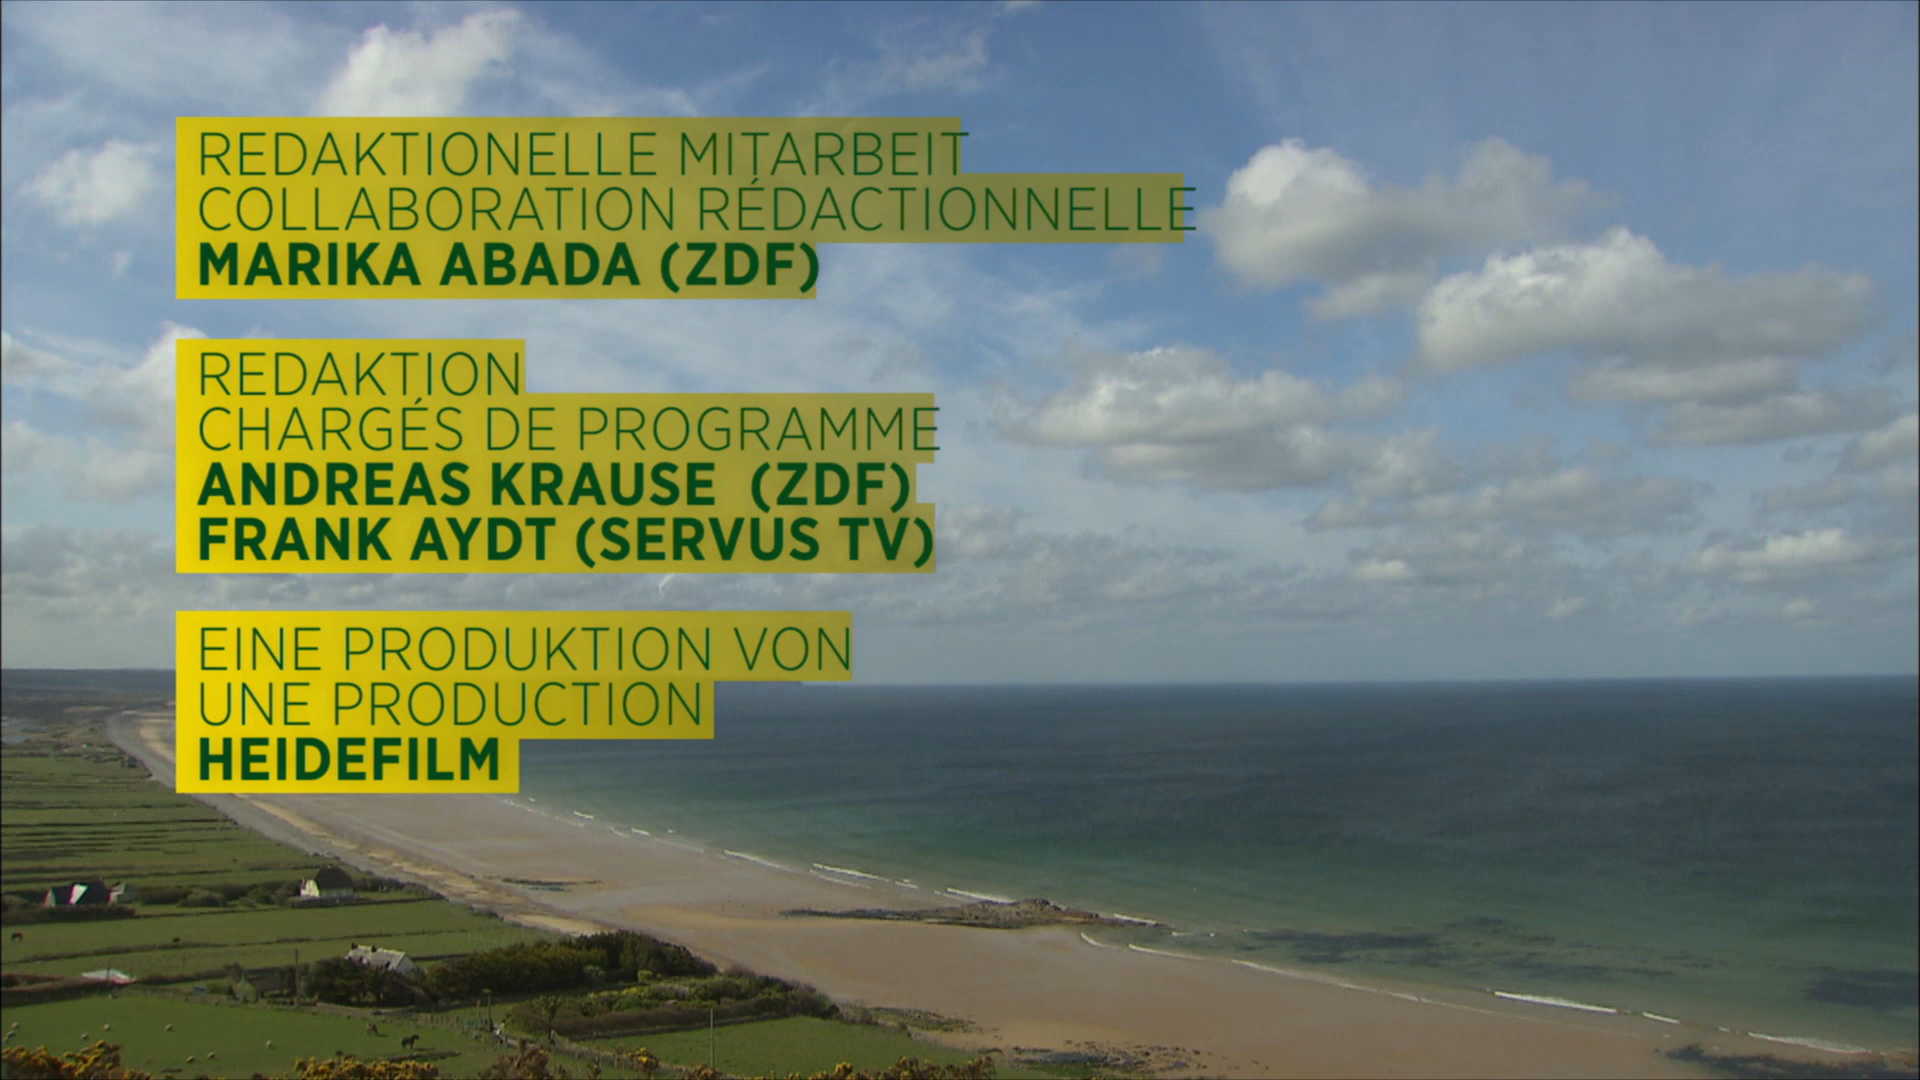 REDAKTIONELLE MITARBEIT
COLLABORATION RÉDACTIONNELLE
MARIKA ABADA (ZDF)
REDAKTION
CHARGÉS DE PROGRAMME
ANDREAS KRAUSE (ZDF)
FRANK AYDT (SERVUS TV)
EINE PRODUKTION VON
UNE PRODUCTION
HEIDEFILM